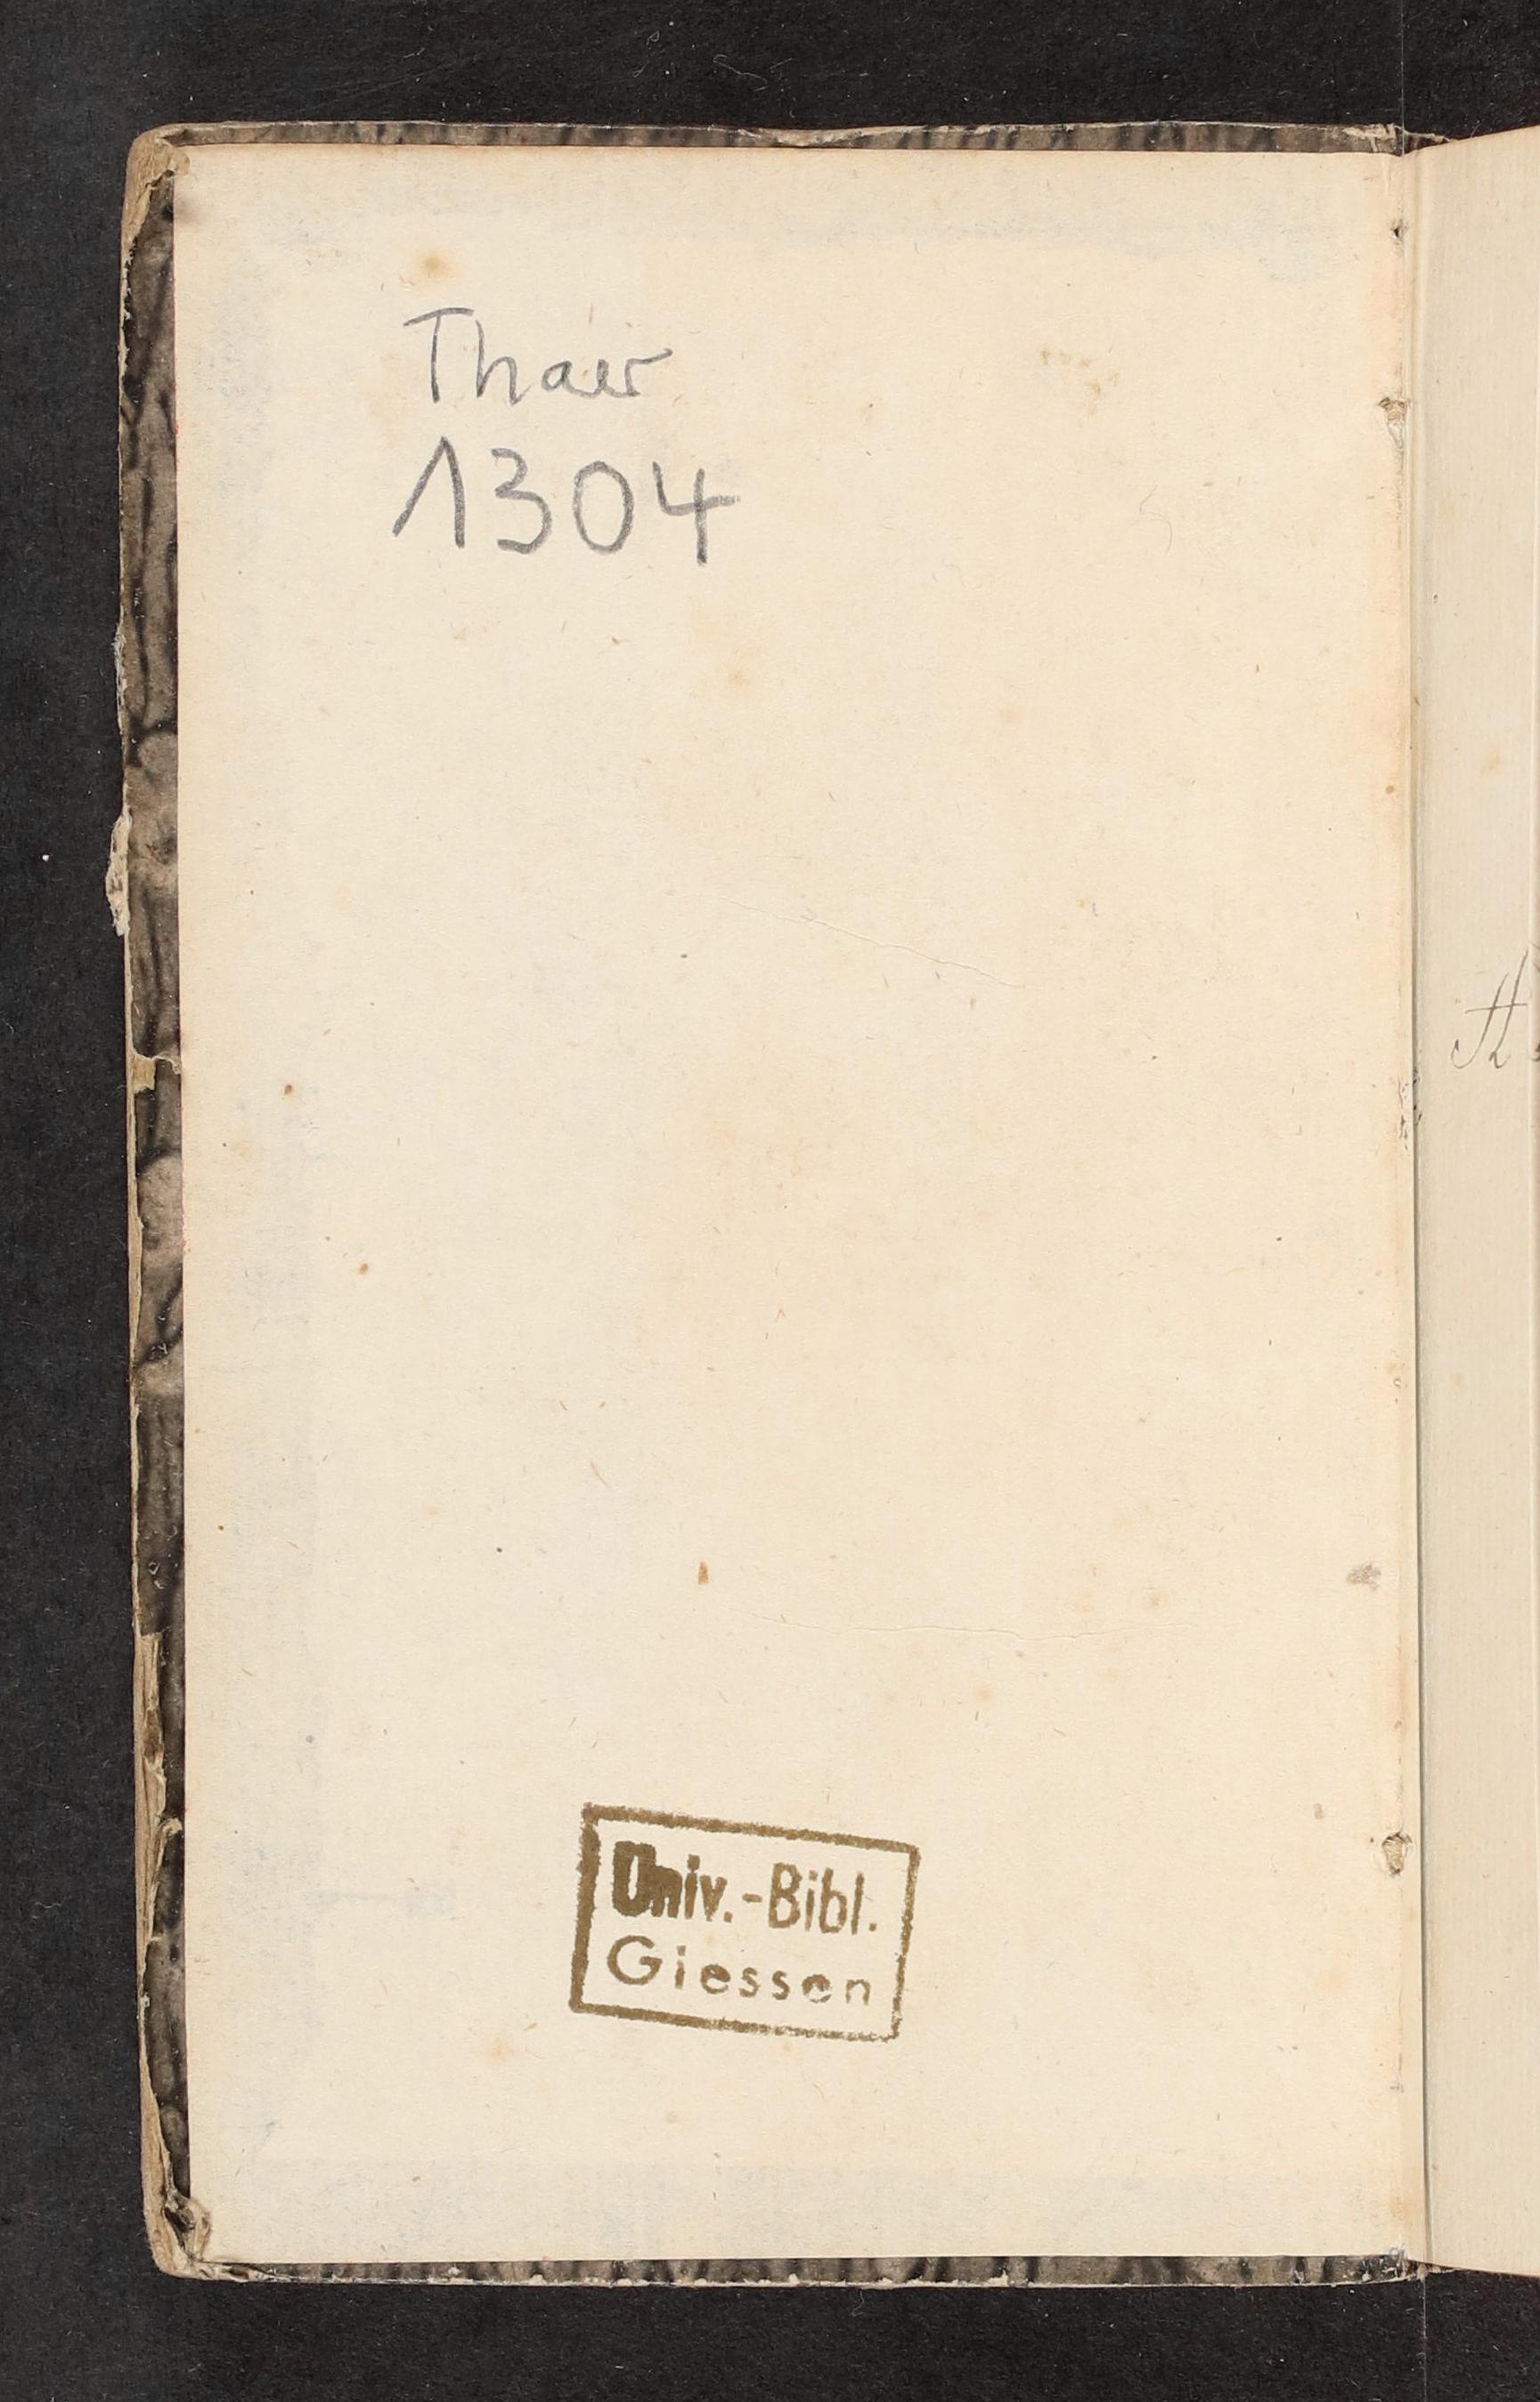 Thaer
1304
Univ.-Bibl.
Giessen